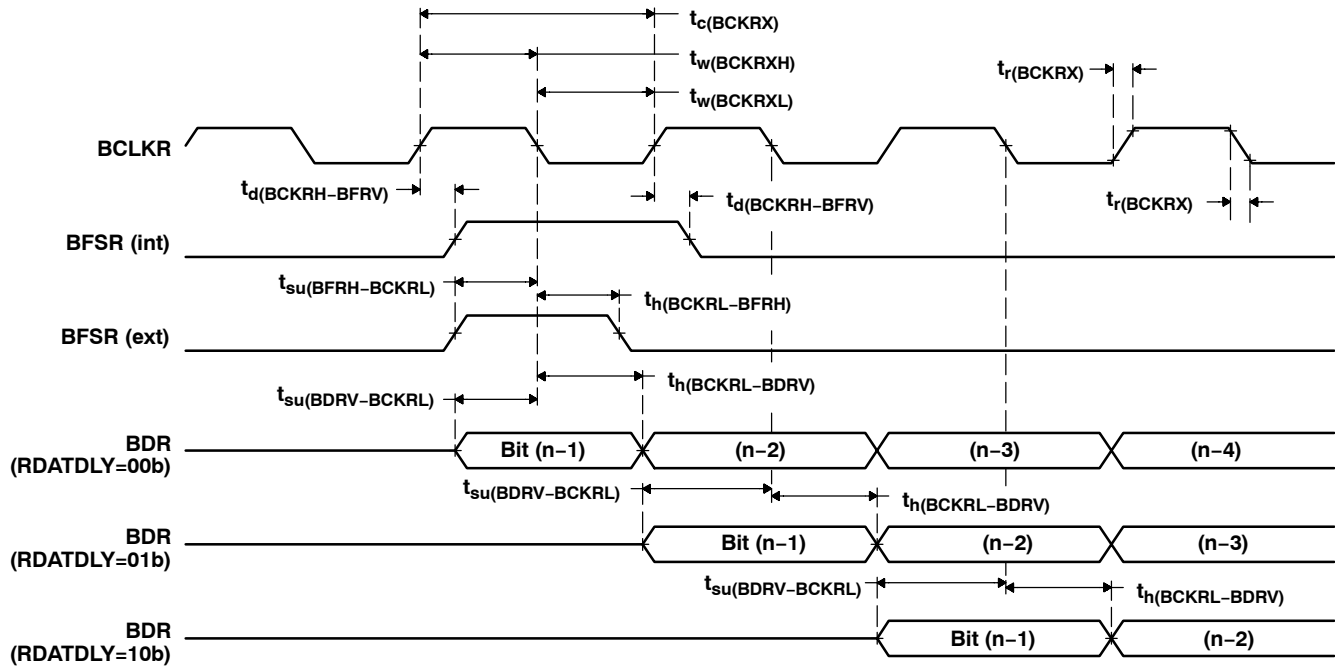 tc(BCKRX)
tw(BCKRXH)
tr(BCKRX)
tw(BCKRXL)
BCLKR
td(BCKRH−BFRV)
td(BCKRH−BFRV)
tr(BCKRX)
BFSR (int)
tsu(BFRH−BCKRL)
th(BCKRL−BFRH)
BFSR (ext)
th(BCKRL−BDRV)
tsu(BDRV−BCKRL)
BDR
(RDATDLY=00b)
Bit (n−1)
(n−2)
(n−3)
(n−4)
tsu(BDRV−BCKRL)
th(BCKRL−BDRV)
BDR
(RDATDLY=01b)
Bit (n−1)
(n−2)
(n−3)
tsu(BDRV−BCKRL)
th(BCKRL−BDRV)
BDR
(RDATDLY=10b)
Bit (n−1)
(n−2)